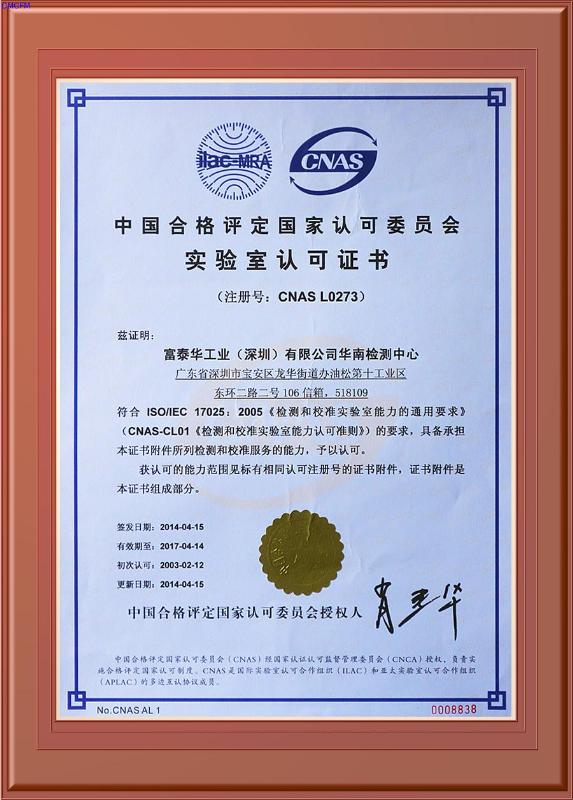 CMCFM
ilac-MRA
CNAS
中国合格评定国家认可委员会
实验室认可证书
（注册号：CNAS L0273）
兹证明：
富泰华工业（深圳）有限公司华南检测中心
广东省深圳市宝安区龙华街道办油松第十工业区
东环二路二号 106 信箱，518109
符合 ISO/IEC 17025：2005《检测和校准实验室能力的通用要求》
（CNAS-CL01《检测和校准实验室能力认可准则》）的要求，具备承担
本证书附件所列检测和校准服务的能力，予以认可。
获认可的能力范围见标有相同认可注册号的证书附件，证书附件是
本证书组成部分。
签发日期：2014-04-15
有效期至：2017-04-14
初次认可：2003-02-12
更新日期：2014-04-15
中国合格评定国家认可委员会授权人
中国合格评定国家认可委员会（CNAS）经国家认证认可监督管理委员会（CNCA）授权，负责实
施合格评定国家认可制度。CNAS 是国际实验室认可合作组织（ILAC）和亚太实验室认可合作组织
（APLAC）的多边互认协议成员。
No.CNAS AL 1
0008838